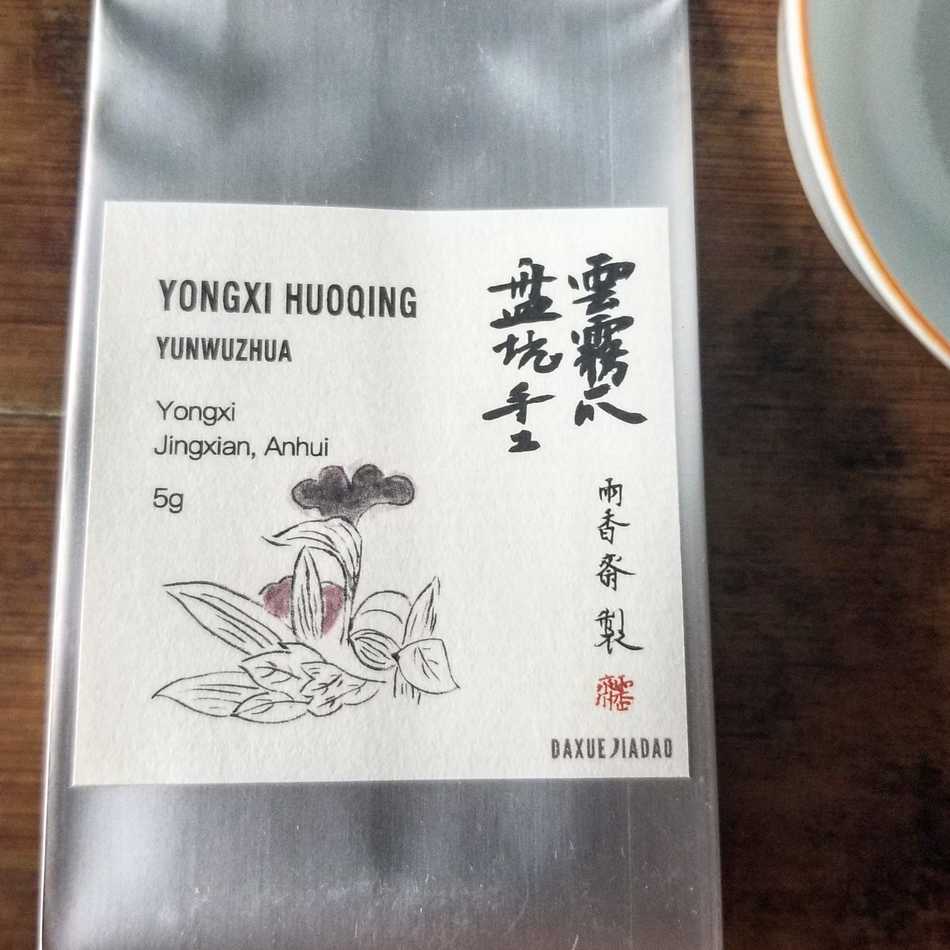 YONGXI HUOQING
YUNWUZHUA
Yongxi
Jingxian, Anhui
5g
雲霧爪
盘坑手工
雨香斋製
DAXUE JIADAO